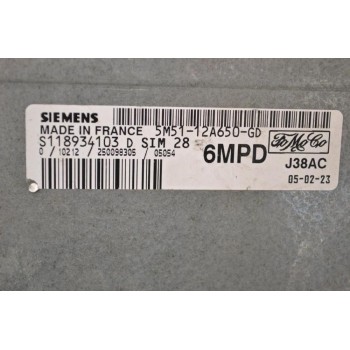 SIEMENS
MADE IN FRANCE 5M51-12A650-GD
S118934103 D SIM 28
0 / 10212 / 250098305 / 05054
6MPD
FoMoCo
J38AC
05-02-23